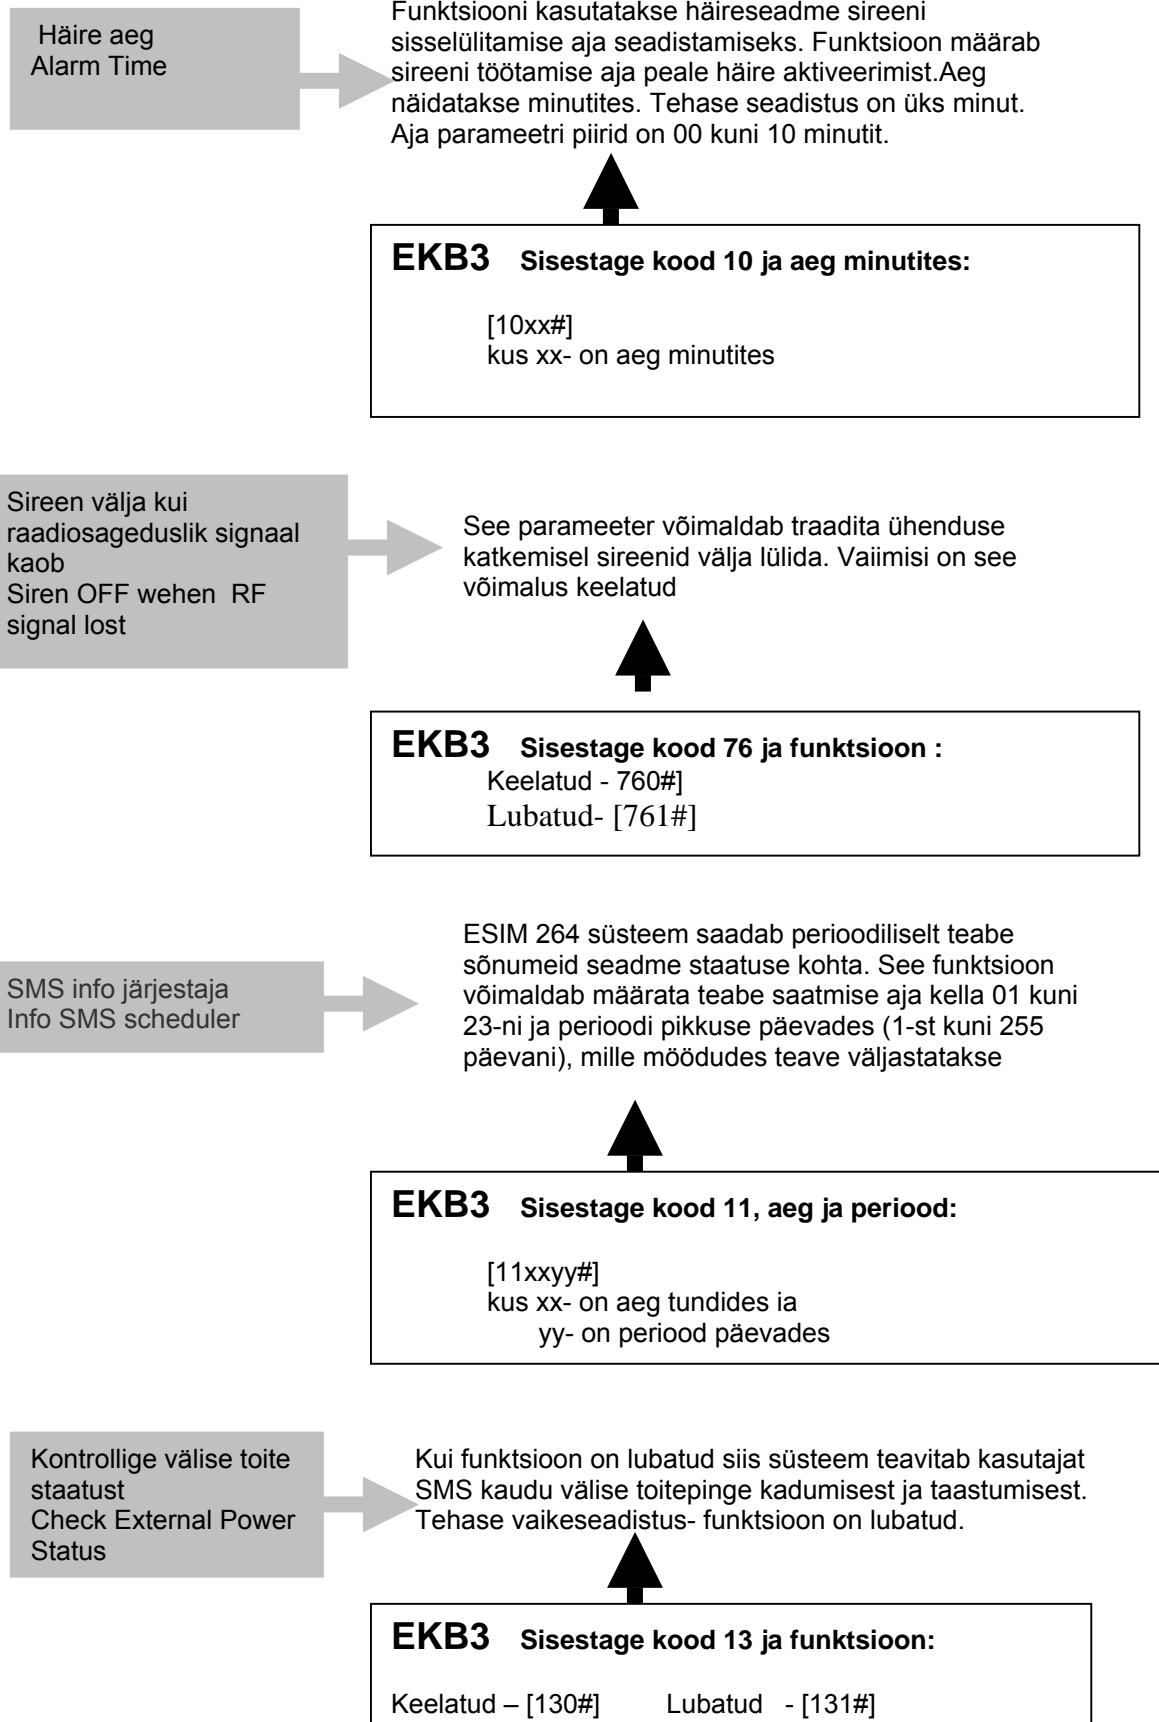 Häire aeg
Alarm Time
Funktsiooni kasutatakse häireseadme sireeni
sisselülitamise aja seadistamiseks. Funktsioon määrab
sireeni töötamise aja peale häire aktiveerimist.Aeg
näidatakse minutites. Tehase seadistus on üks minut.
Aja parameetri piirid on 00 kuni 10 minutit.
EKB3 Sisestage kood 10 ja aeg minutites:
[10xx#]
kus xx- on aeg minutites
Sireen välja kui
raadiosageduslik signaal
kaob
Siren OFF wehen RF
signal lost
See parameeter võimaldab traadita ühenduse
katkemisel sireenid välja lülida. Vaiimisi on see
võimalus keelatud
EKB3 Sisestage kood 76 ja funktsioon :
Keelatud - 760#]
Lubatud- [761#]
SMS info järjestaja
Info SMS scheduler
ESIM 264 süsteem saadab perioodiliselt teabe
sõnumeid seadme staatuse kohta. See funktsioon
võimaldab määrata teabe saatmise aja kella 01 kuni
23-ni ja perioodi pikkuse päevades (1-st kuni 255
päevani), mille möödudes teave väljastatakse
EKB3 Sisestage kood 11, aeg ja periood:
[11xxyy#]
kus xx- on aeg tundides ia
yy- on periood päevades
Kontrollige välise toite
staatust
Check External Power
Status
Kui funktsioon on lubatud siis süsteem teavitab kasutajat
SMS kaudu välise toitepinge kadumisest ja taastumisest.
Tehase vaikeseadistus- funktsioon on lubatud.
EKB3 Sisestage kood 13 ja funktsioon:
Keelatud – [130#] Lubatud - [131#]